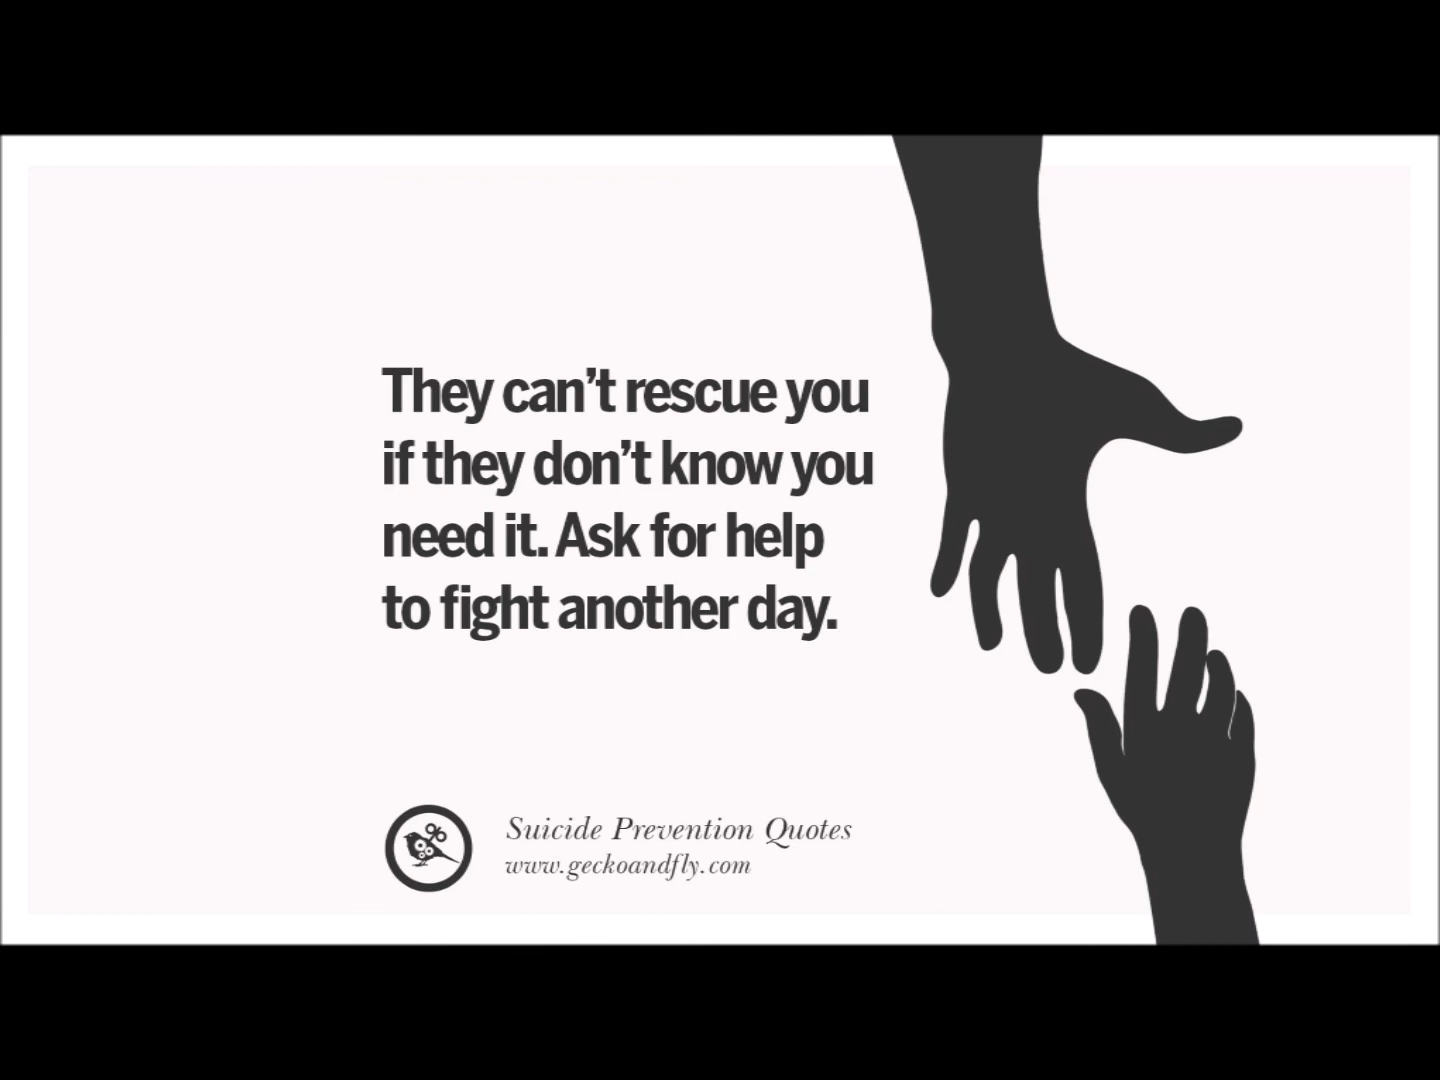 They can’t rescue you
if they don’t know you
need it. Ask for help
to fight another day.
Suicide Prevention Quotes
www.geckoandfly.com